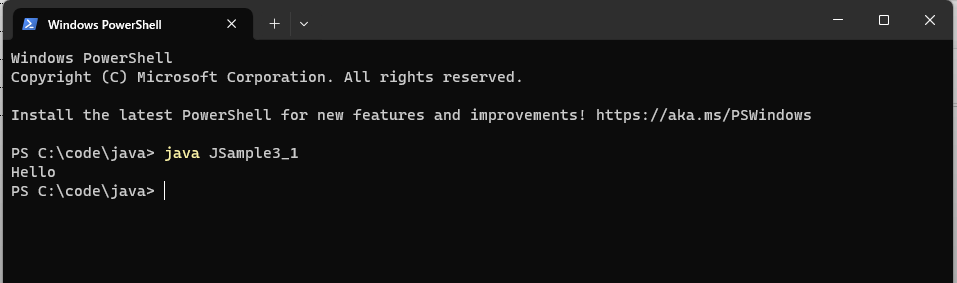 Windows PowerShell
Windows PowerShell
Copyright (C) Microsoft Corporation. All rights reserved.
Install the latest PowerShell for new features and improvements! https://aka.ms/PSWindows
PS C:\code\java> java JSample3_1
Hello
PS C:\code\java>